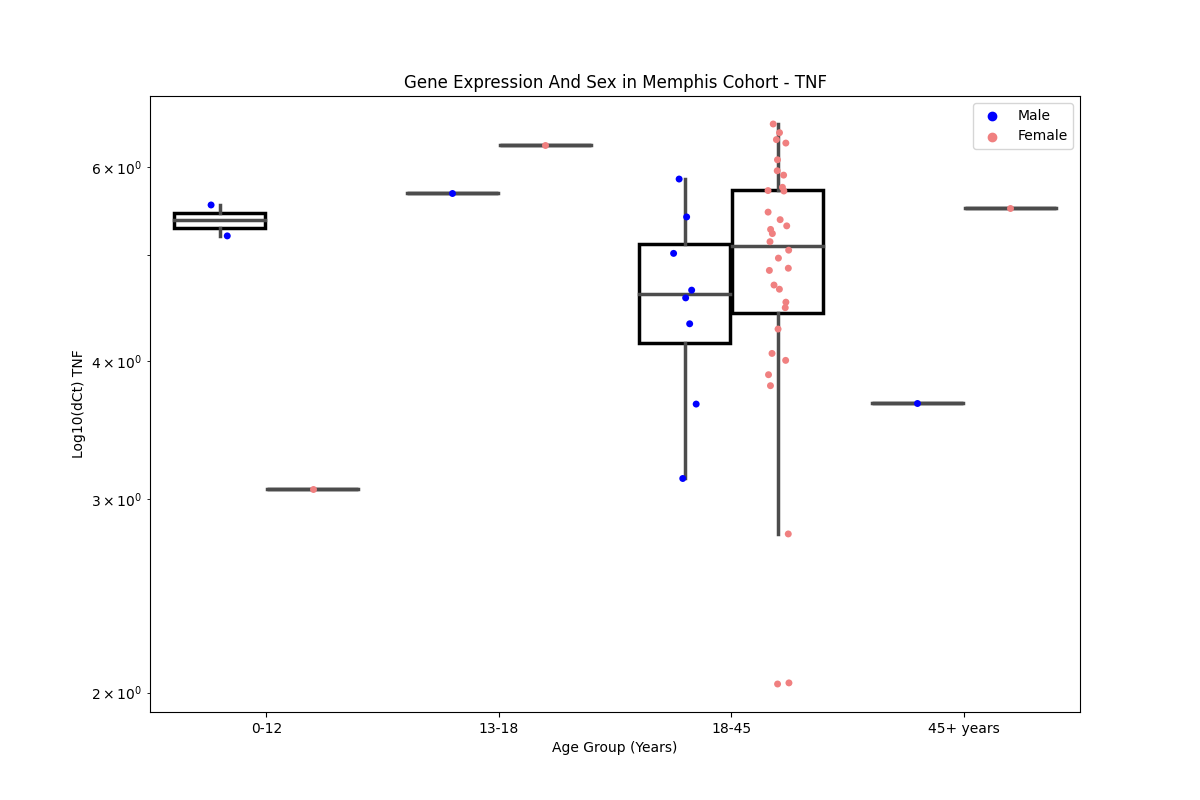 Gene Expression And Sex in Memphis Cohort - TNF
Male
Female
6 × 10⁰
4 × 10⁰
3 × 10⁰
2 × 10⁰
Log10(dCt) TNF
0-12
13-18
18-45
45+ years
Age Group (Years)